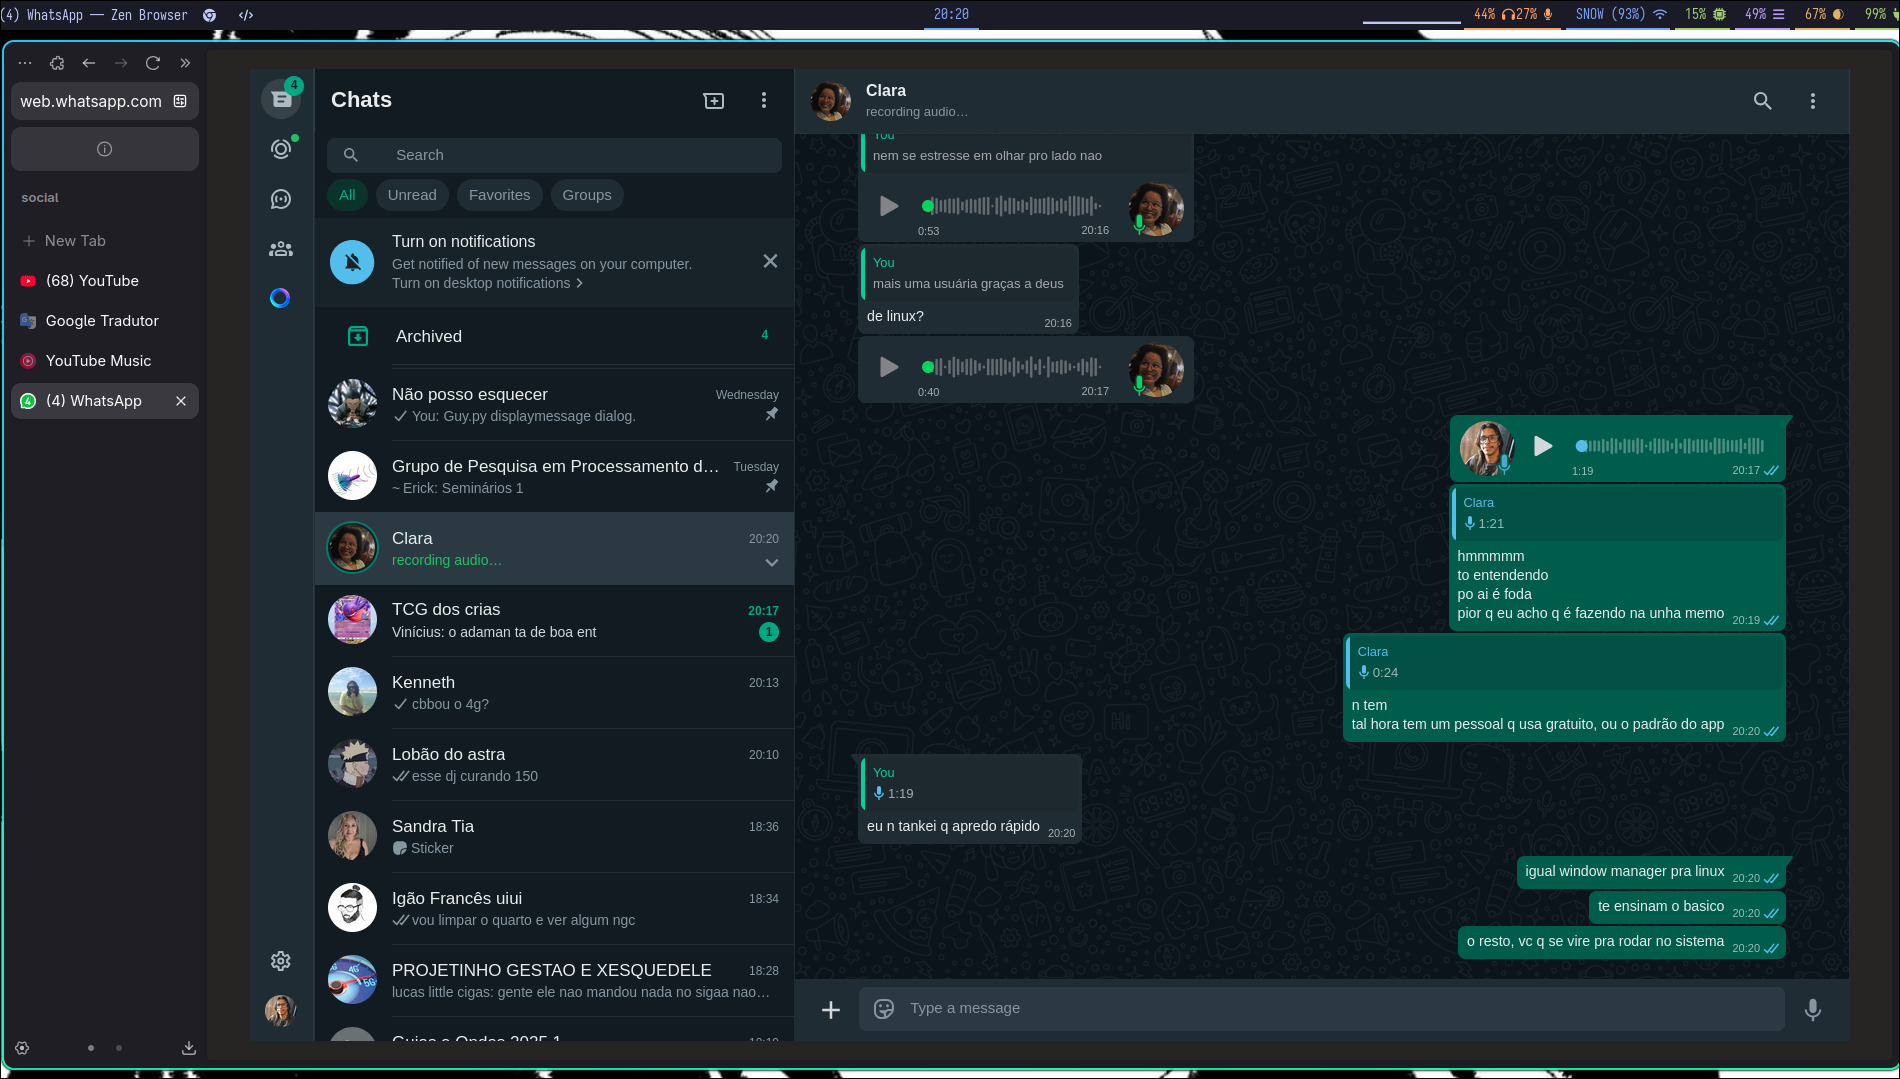 (4) WhatsApp — Zen Browser
20:20
44% 27%
SNOW (93%)
15%
49%
67%
99%
web.whatsapp.com
social
New Tab
(68) YouTube
Google Tradutor
YouTube Music
(4) WhatsApp
4
Chats
Search
All
Unread
Favorites
Groups
Turn on notifications
Get notified of new messages on your computer.
Turn on desktop notifications
Archived
4
Não posso esquecer
Wednesday
You: Guy.py displaymessage dialog.
Grupo de Pesquisa em Processamento d...
Tuesday
~ Erick: Seminários 1
Clara
20:20
recording audio...
TCG dos crias
20:17
Vinícius: o adaman ta de boa ent
1
Kenneth
20:13
cbbou o 4g?
Lobão do astra
20:10
esse dj curando 150
Sandra Tia
18:36
Sticker
Igão Francês uiui
18:34
vou limpar o quarto e ver algum ngc
PROJETINHO GESTAO E XESQUEDELE
18:28
lucas little cigas: gente ele nao mandou nada no sigaa nao...
Guias e Ondas 2025.1
Clara
recording audio...
You
nem se estresse em olhar pro lado nao
0:53
20:16
You
mais uma usuária graças a deus
de linux?
20:16
0:40
20:17
1:19
20:17
Clara
1:21
hmmmmm
to entendendo
po ai é foda
pior q eu acho q é fazendo na unha memo
20:19
Clara
0:24
n tem
tal hora tem um pessoal q usa gratuito, ou o padrão do app
20:20
You
1:19
eu n tankei q apredo rápido
20:20
igual window manager pra linux
20:20
te ensinam o basico
20:20
o resto, vc q se vire pra rodar no sistema
20:20
Type a message